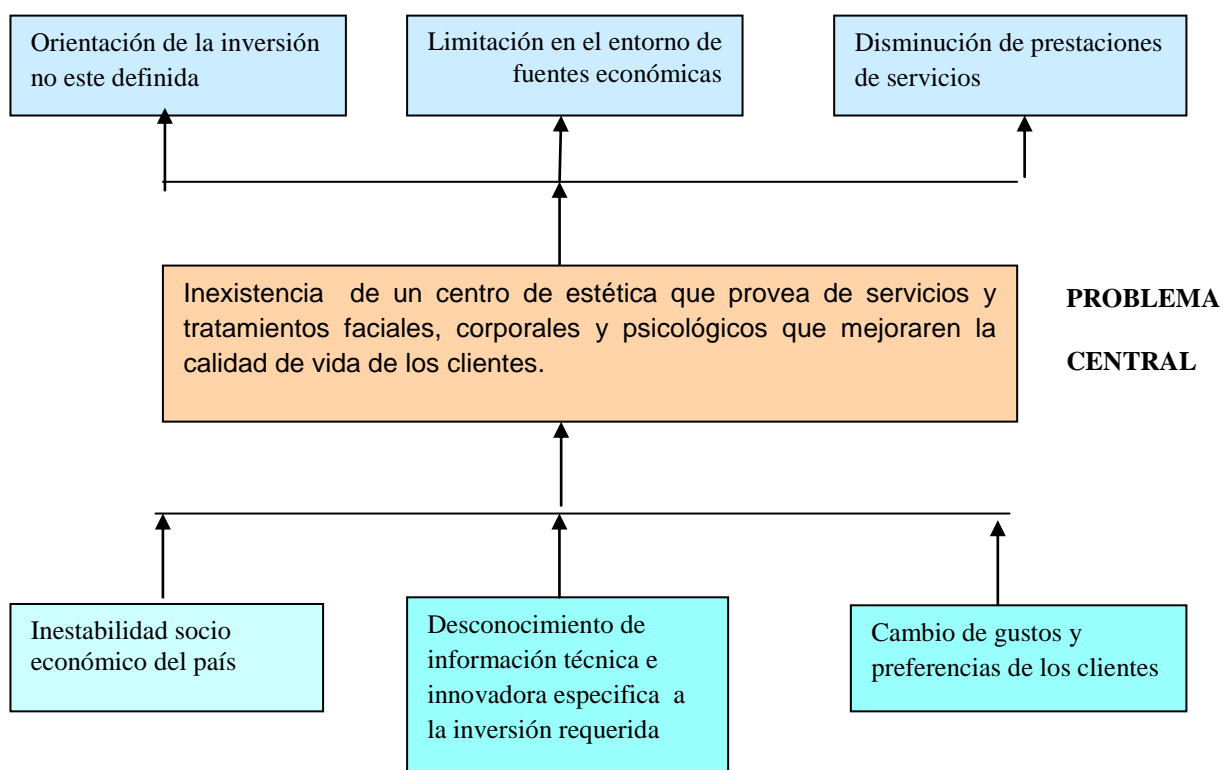 Orientación de la inversión
no este definida
Limitación en el entorno de
fuentes económicas
Disminución de prestaciones
de servicios
Inexistencia de un centro de estética que provea de servicios y
tratamientos faciales, corporales y psicológicos que mejoraren la
calidad de vida de los clientes.
PROBLEMA
CENTRAL
Inestabilidad socio
económico del país
Desconocimiento de
información técnica e
innovadora especifica a
la inversión requerida
Cambio de gustos y
preferencias de los clientes